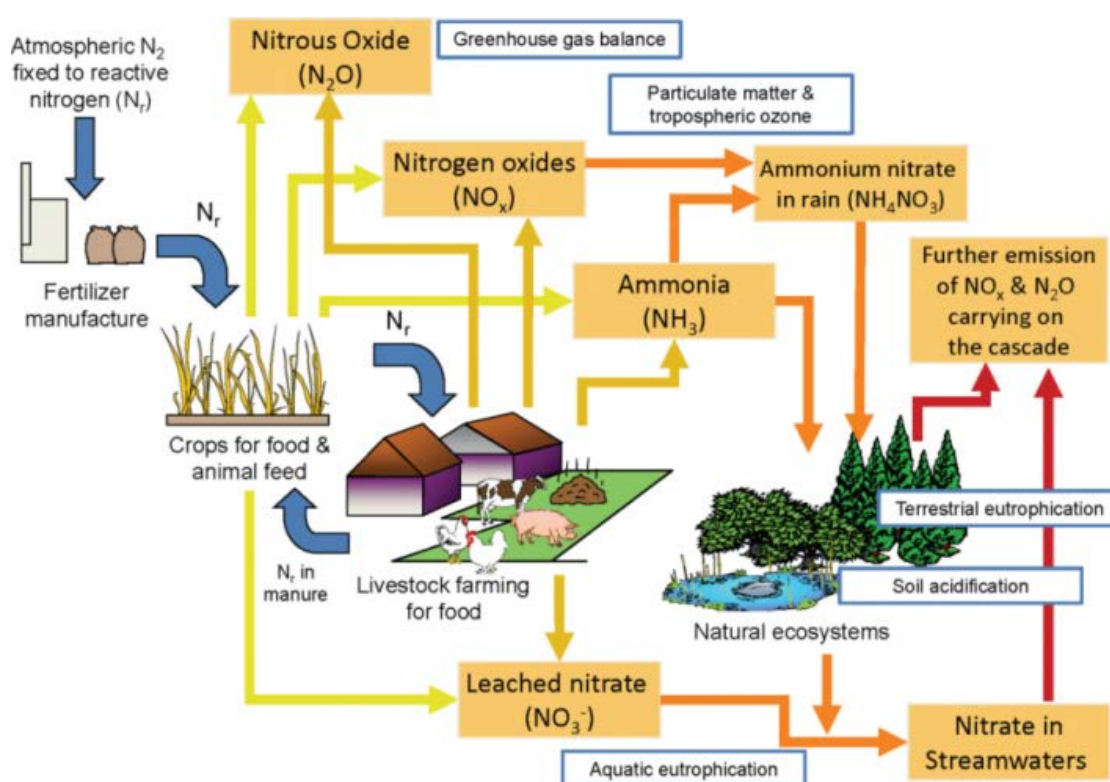 Atmospheric N₂
fixed to reactive
nitrogen (Nᵣ)
Nitrous Oxide
(N₂O)
Greenhouse gas balance
Particulate matter &
tropospheric ozone
Nitrogen oxides
(NOₓ)
Ammonium nitrate
in rain (NH₄NO₃)
Nᵣ
Fertilizer
manufacture
Ammonia
(NH₃)
Further emission
of NOₓ & N₂O
carrying on
the cascade
Nᵣ
Crops for food &
animal feed
Nᵣ in
manure
Livestock farming
for food
Terrestrial eutrophication
Soil acidification
Natural ecosystems
Leached nitrate
(NO₃⁻)
Nitrate in
Streamwaters
Aquatic eutrophication